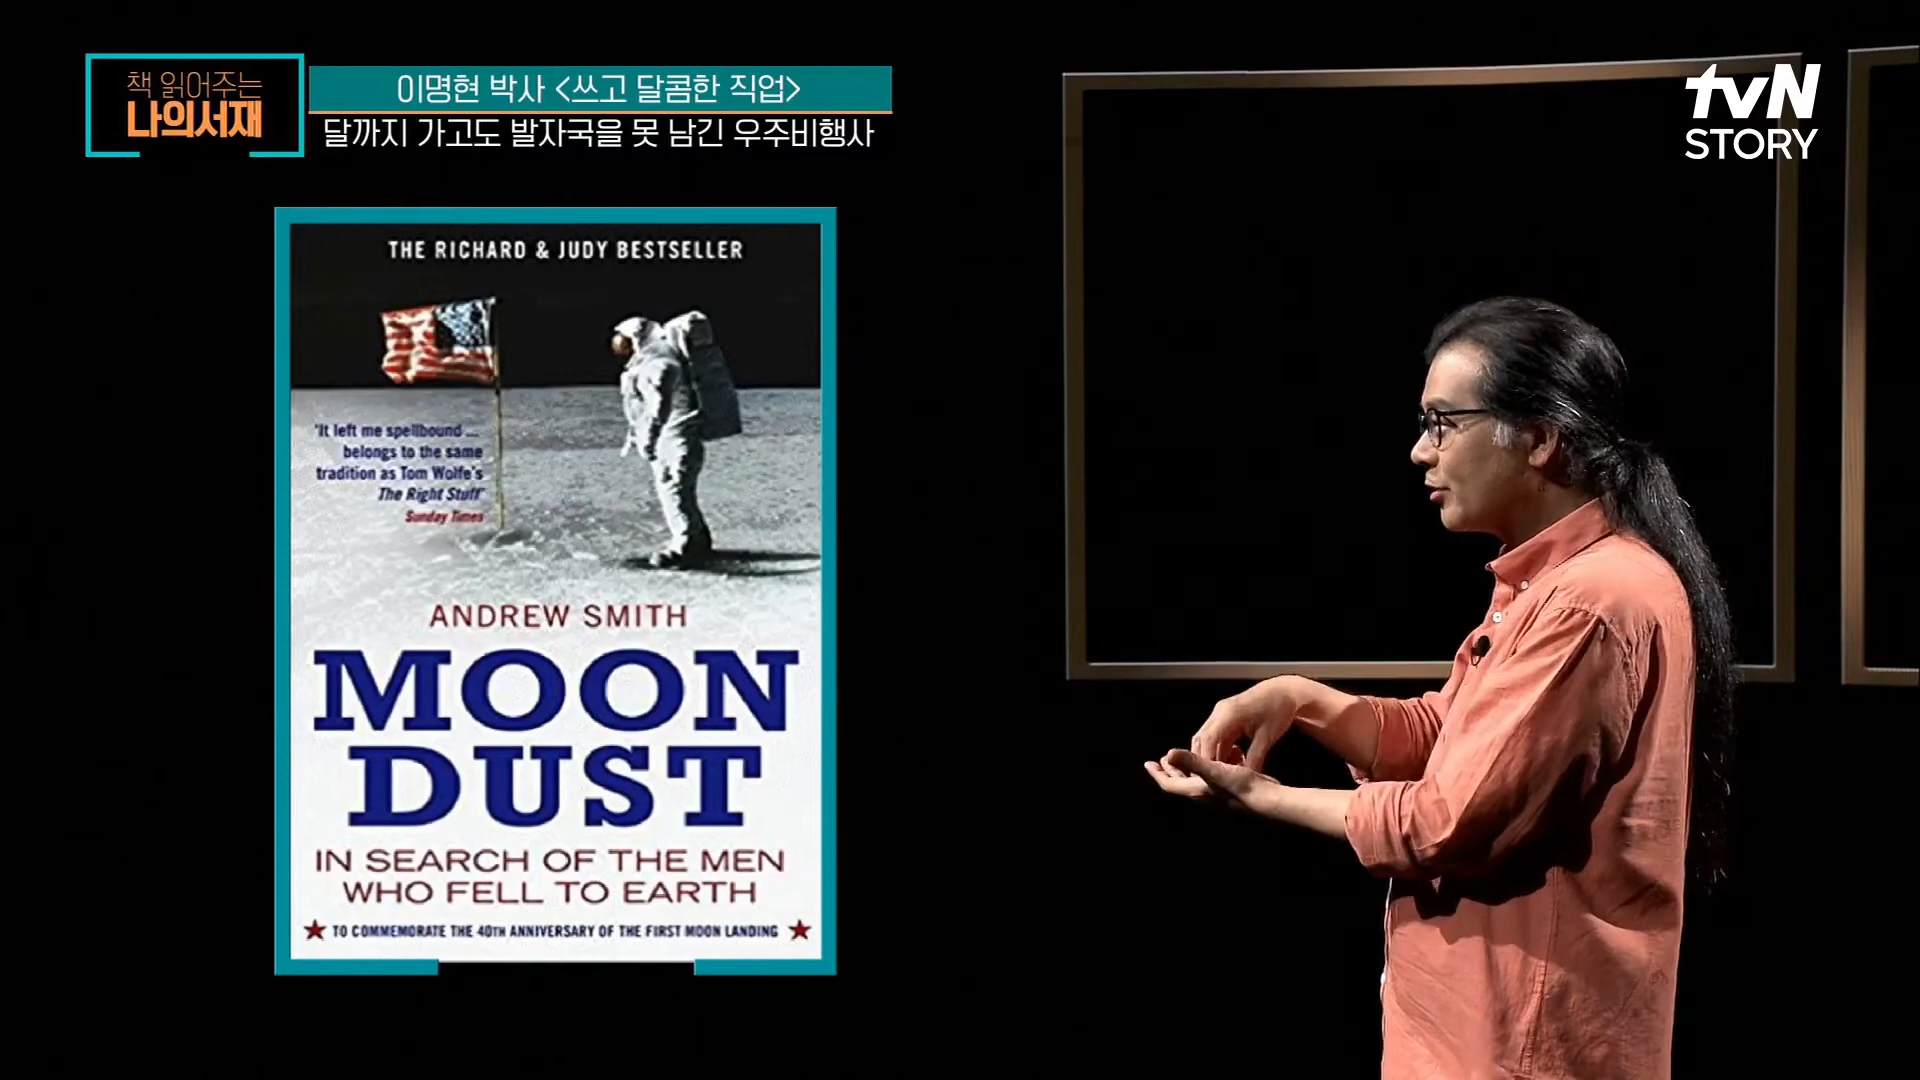 책 읽어주는
나의서재
이명현 박사 <쓰고 달콤한 직업>
달까지 가고도 발자국을 못 남긴 우주비행사
tvN
STORY
THE RICHARD & JUDY BESTSELLER
'It left me spellbound ...
belongs to the same
tradition as Tom Wolfe's
The Right Stuff'
Sunday Times
ANDREW SMITH
MOON
DUST
IN SEARCH OF THE MEN
WHO FELL TO EARTH
★ TO COMMEMORATE THE 40TH ANNIVERSARY OF THE FIRST MOON LANDING ★